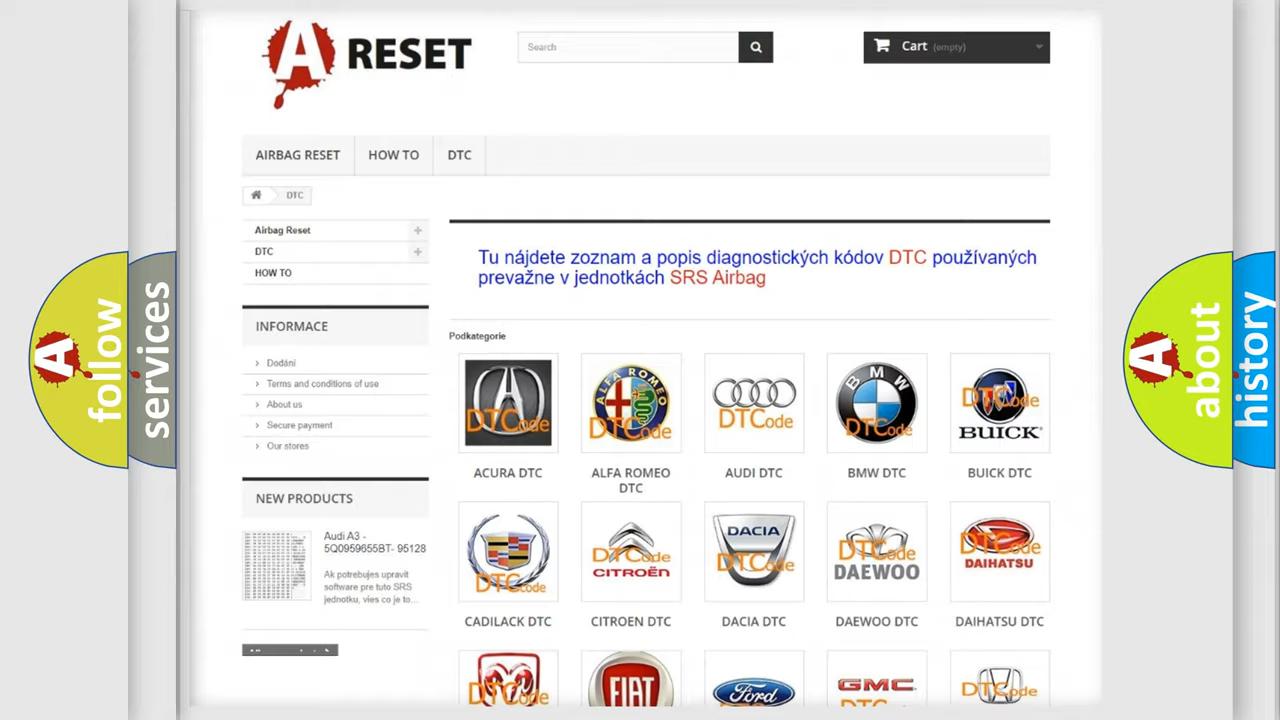 A RESET
Search
Cart (empty)
AIRBAG RESET
HOW TO
DTC
DTC
Airbag Reset
DTC
HOW TO
INFORMACE
Dodání
Terms and conditions of use
About us
Secure payment
Our stores
NEW PRODUCTS
Audi A3 -
5Q0959655BT- 95128
Ak potrebujes upravit
software pre tuto SRS
jednotku, vies co je to...
Tu nájdete zoznam a popis diagnostických kódov DTC používaných
prevažne v jednotkách SRS Airbag
Podkategorie
DTCode
ACURA DTC
ALFA ROMEO
DTCode
ALFA ROMEO
DTC
DTCode
AUDI DTC
BMW
DTCode
BMW DTC
DTCode
BUICK
BUICK DTC
DTCode
CADILACK DTC
DTCode
CITROËN
CITROEN DTC
DACIA
DTCode
DACIA DTC
DTCode
DAEWOO
DAEWOO DTC
DTCode
DAIHATSU
DAIHATSU DTC
DTCode
FIAT
Ford
GMC
DTCode
A follow
services
A about
history